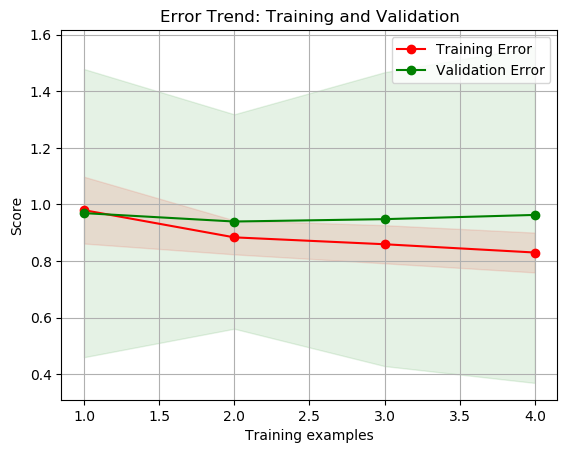 Error Trend: Training and Validation
Training Error
Validation Error
Score
1.6
1.4
1.2
1.0
0.8
0.6
0.4
1.0 1.5 2.0 2.5 3.0 3.5 4.0
Training examples